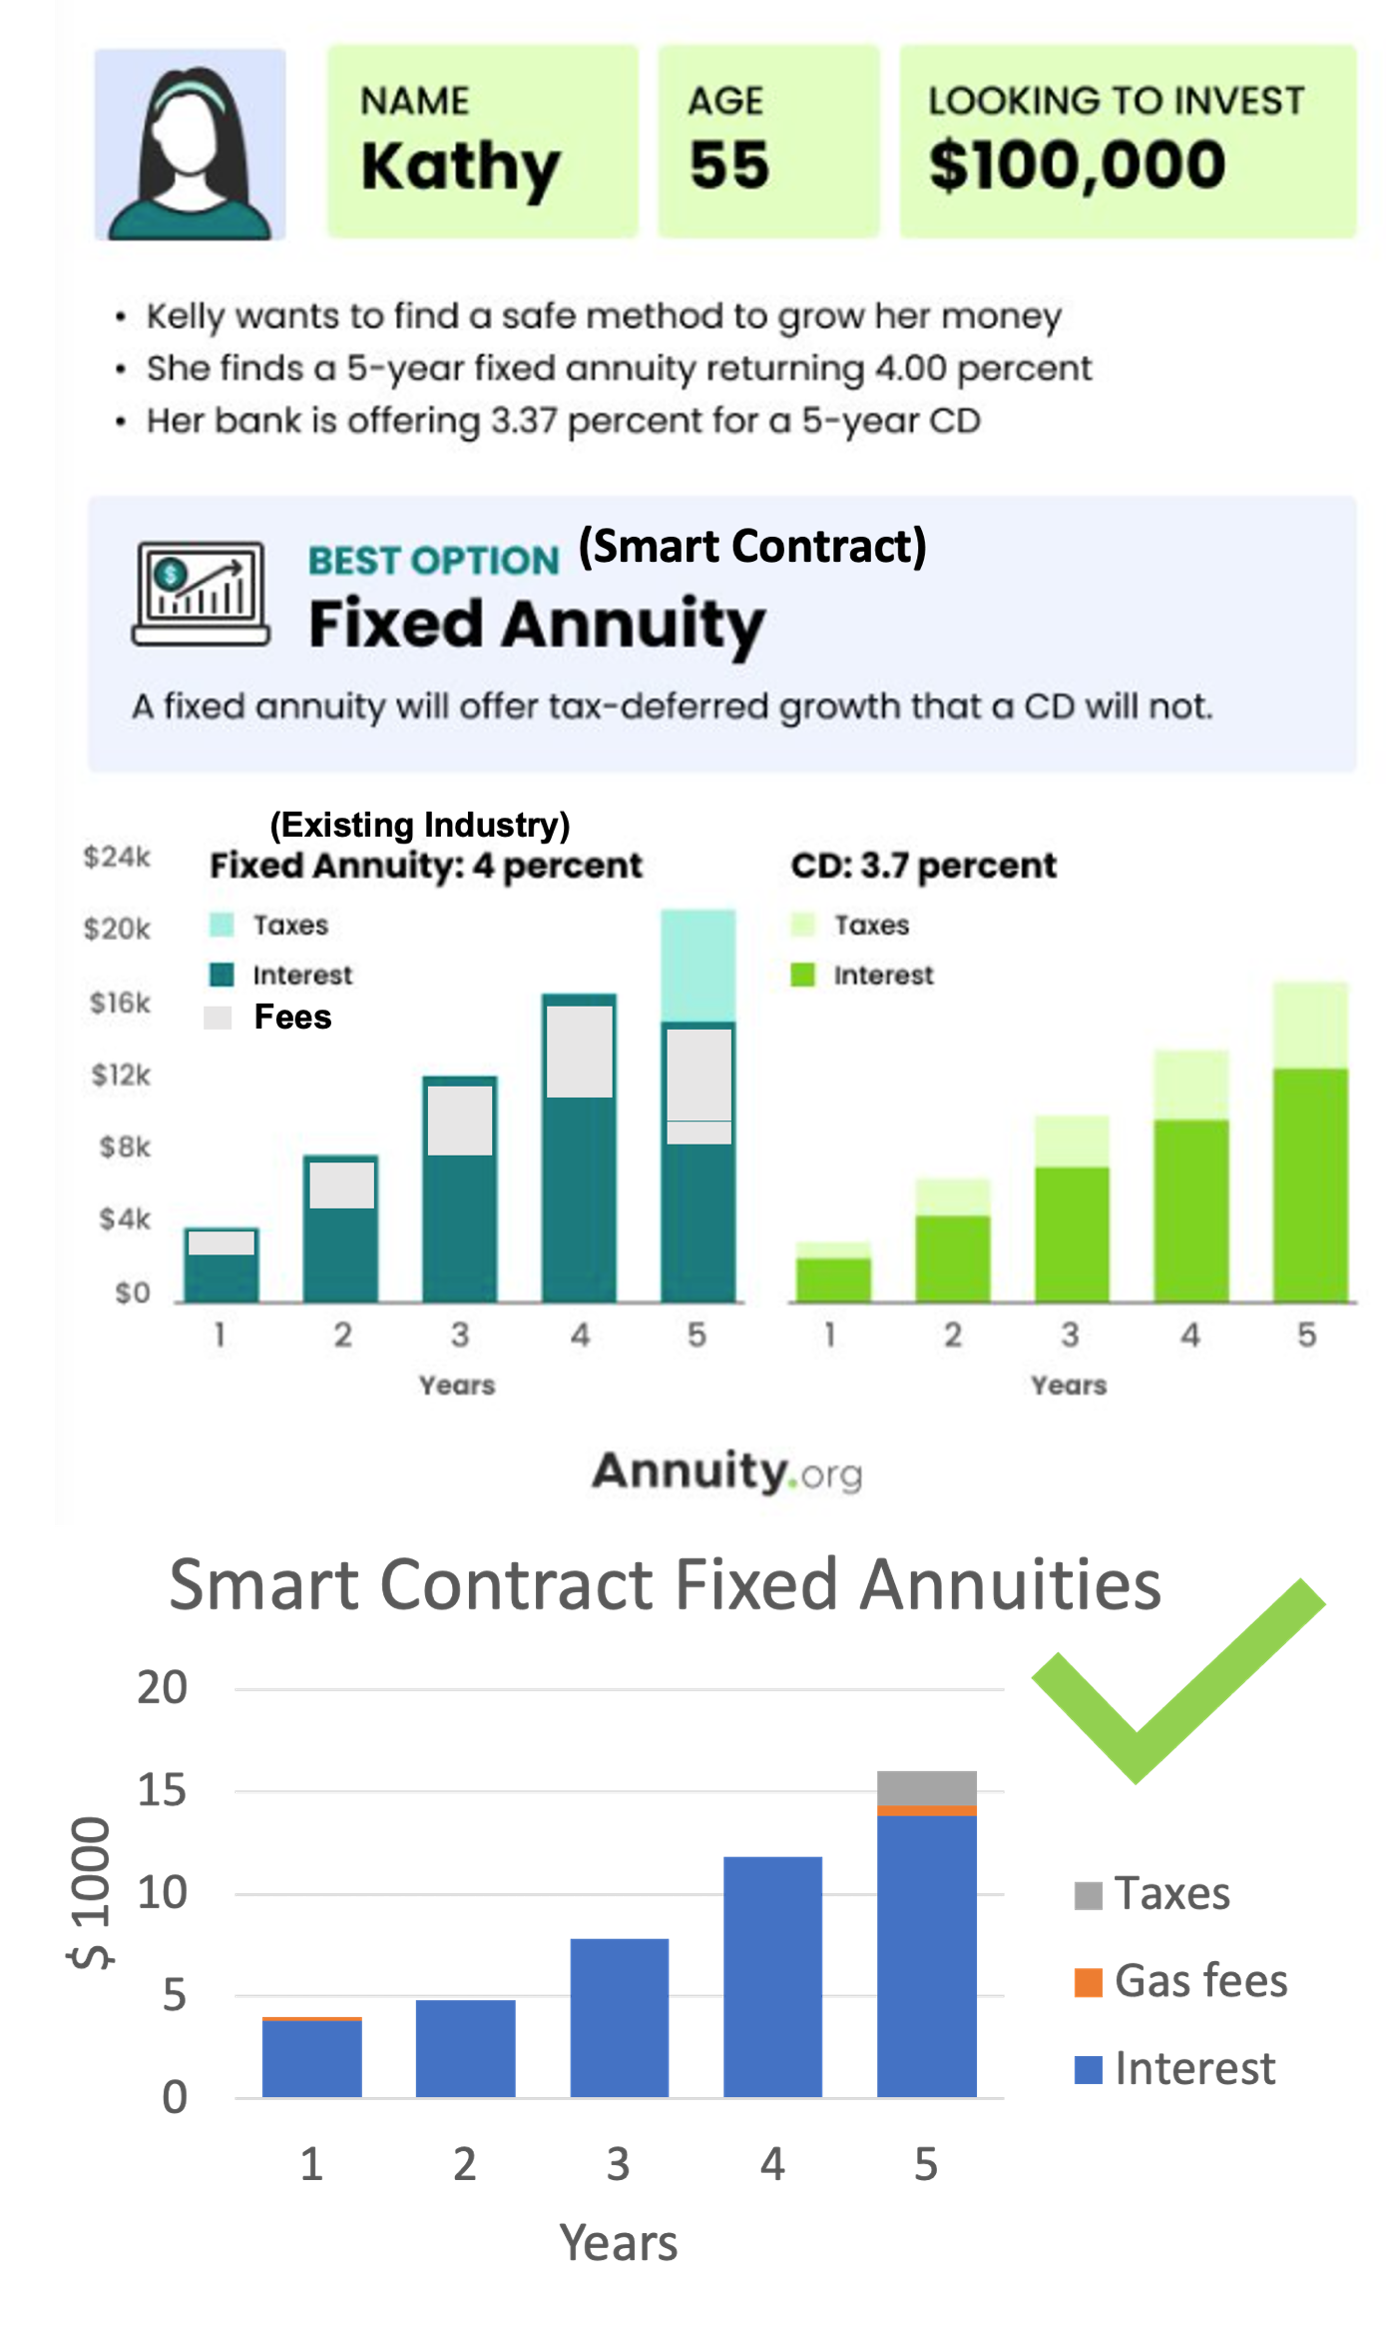 NAME
Kathy
AGE
55
LOOKING TO INVEST
$100,000
• Kelly wants to find a safe method to grow her money
• She finds a 5-year fixed annuity returning 4.00 percent
• Her bank is offering 3.37 percent for a 5-year CD
BEST OPTION (Smart Contract)
Fixed Annuity
A fixed annuity will offer tax-deferred growth that a CD will not.
(Existing Industry)
Fixed Annuity: 4 percent
Taxes
Interest
Fees
$24k
$20k
$16k
$12k
$8k
$4k
$0
1 2 3 4 5
Years
CD: 3.7 percent
Taxes
Interest
1 2 3 4 5
Years
Annuity.org
Smart Contract Fixed Annuities
$ 1000
20
15
10
5
0
1 2 3 4 5
Years
Taxes
Gas fees
Interest